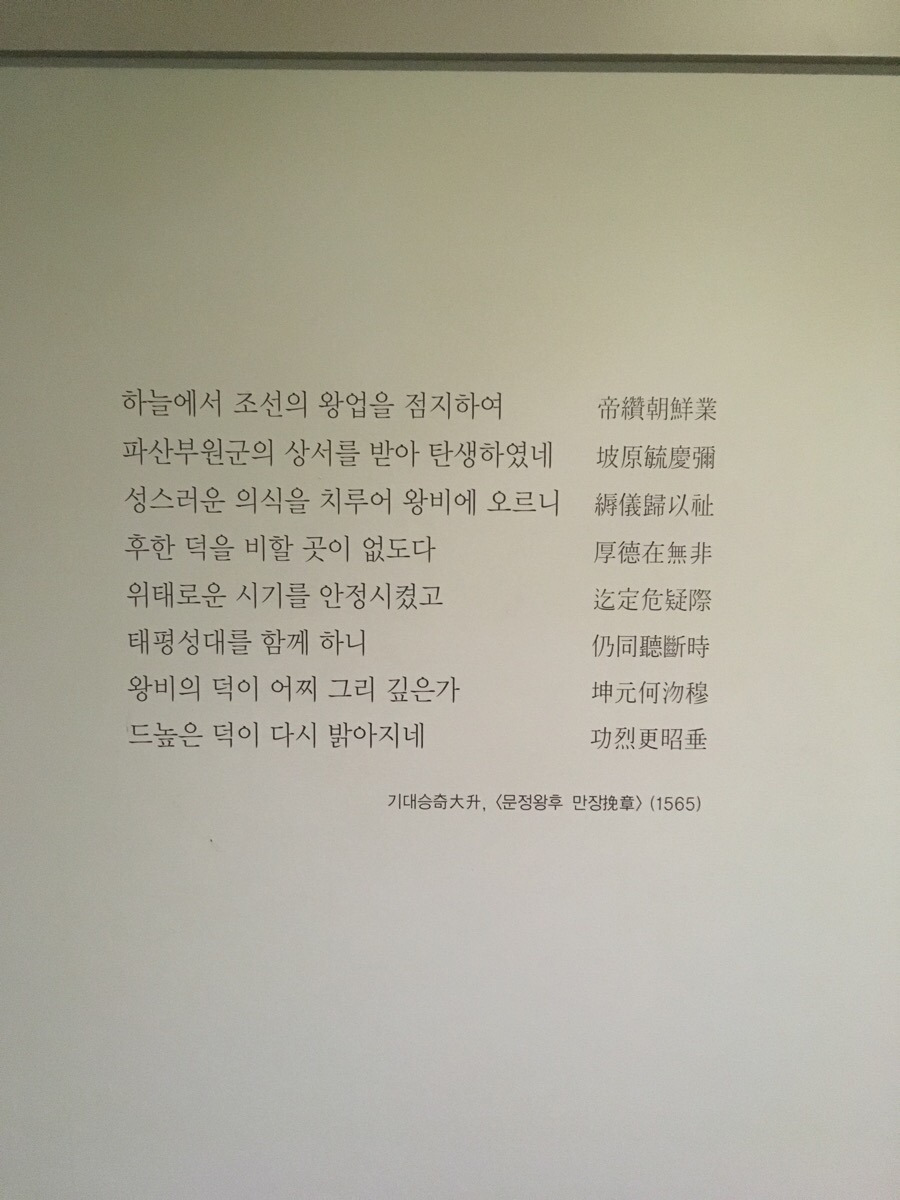 하늘에서 조선의 왕업을 점지하여 帝纘朝鮮業
파산부원군의 상서를 받아 탄생하였네 坡原毓慶彌
성스러운 의식을 치루어 왕비에 오르니 縟儀歸以祉
후한 덕을 비할 곳이 없도다 厚德在無非
위태로운 시기를 안정시켰고 迄定危疑際
태평성대를 함께 하니 仍同聽斷時
왕비의 덕이 어찌 그리 깊은가 坤元何沕穆
드높은 덕이 다시 밝아지네 功烈更昭垂
기대승奇大升, 〈문정왕후 만장挽章〉(1565)